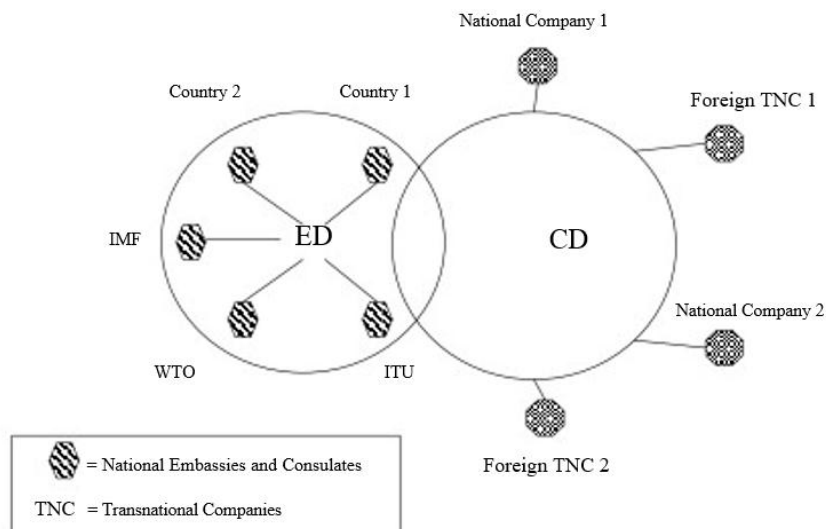 National Company 1
Country 2
Country 1
Foreign TNC 1
IMF
ED
CD
National Company 2
WTO
ITU
Foreign TNC 2
= National Embassies and Consulates
TNC = Transnational Companies